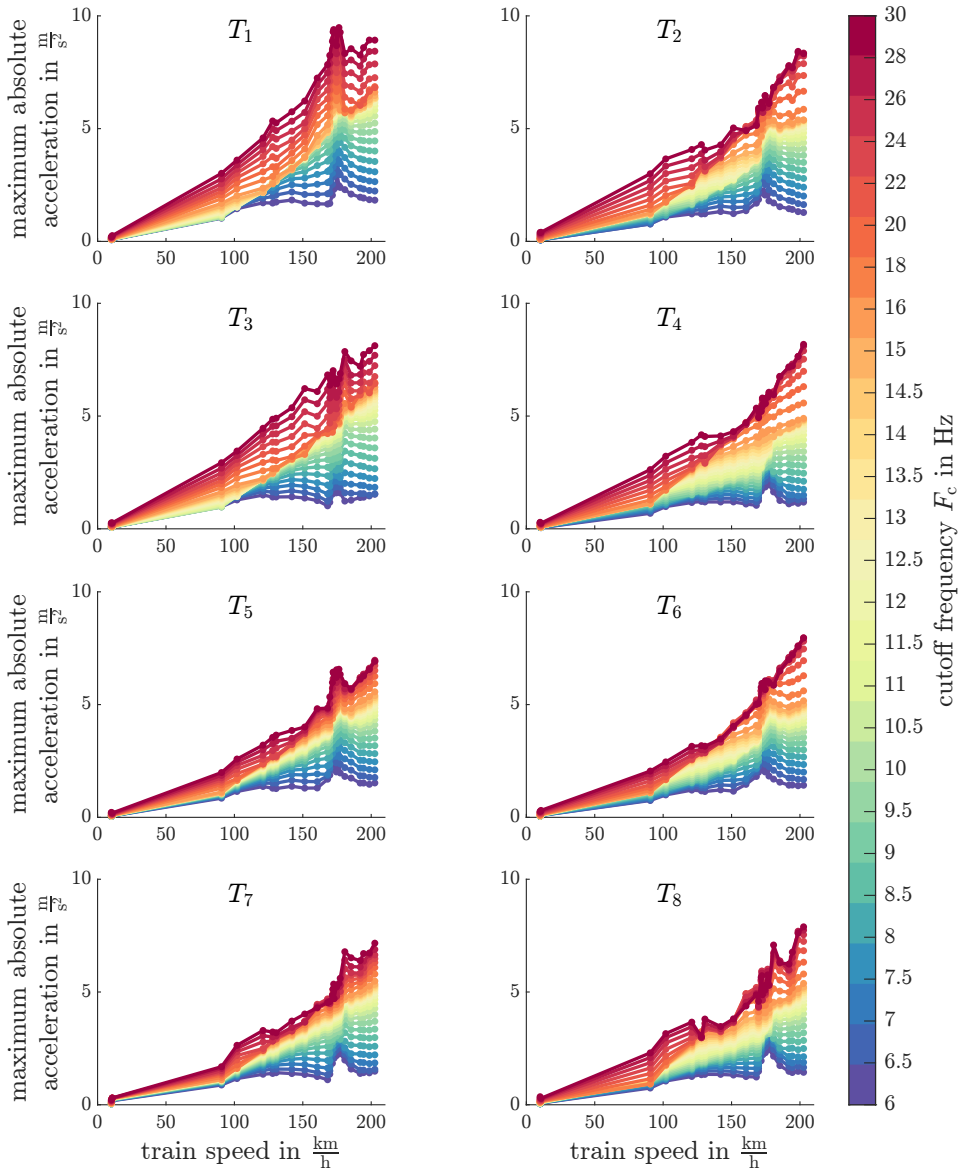 10
5
0
0 50 100 150 200
maximum absolute
acceleration in m/s²
T₁
10
5
0
0 50 100 150 200
T₂
10
5
0
0 50 100 150 200
maximum absolute
acceleration in m/s²
T₃
10
5
0
0 50 100 150 200
T₄
10
5
0
0 50 100 150 200
maximum absolute
acceleration in m/s²
T₅
10
5
0
0 50 100 150 200
T₆
10
5
0
0 50 100 150 200
maximum absolute
acceleration in m/s²
T₇
train speed in km/h
10
5
0
0 50 100 150 200
T₈
train speed in km/h
30
28
26
24
22
20
18
16
15
14.5
14
13.5
13
12.5
12
11.5
11
10.5
10
9.5
9
8.5
8
7.5
7
6.5
6
cutoff frequency F_c in Hz